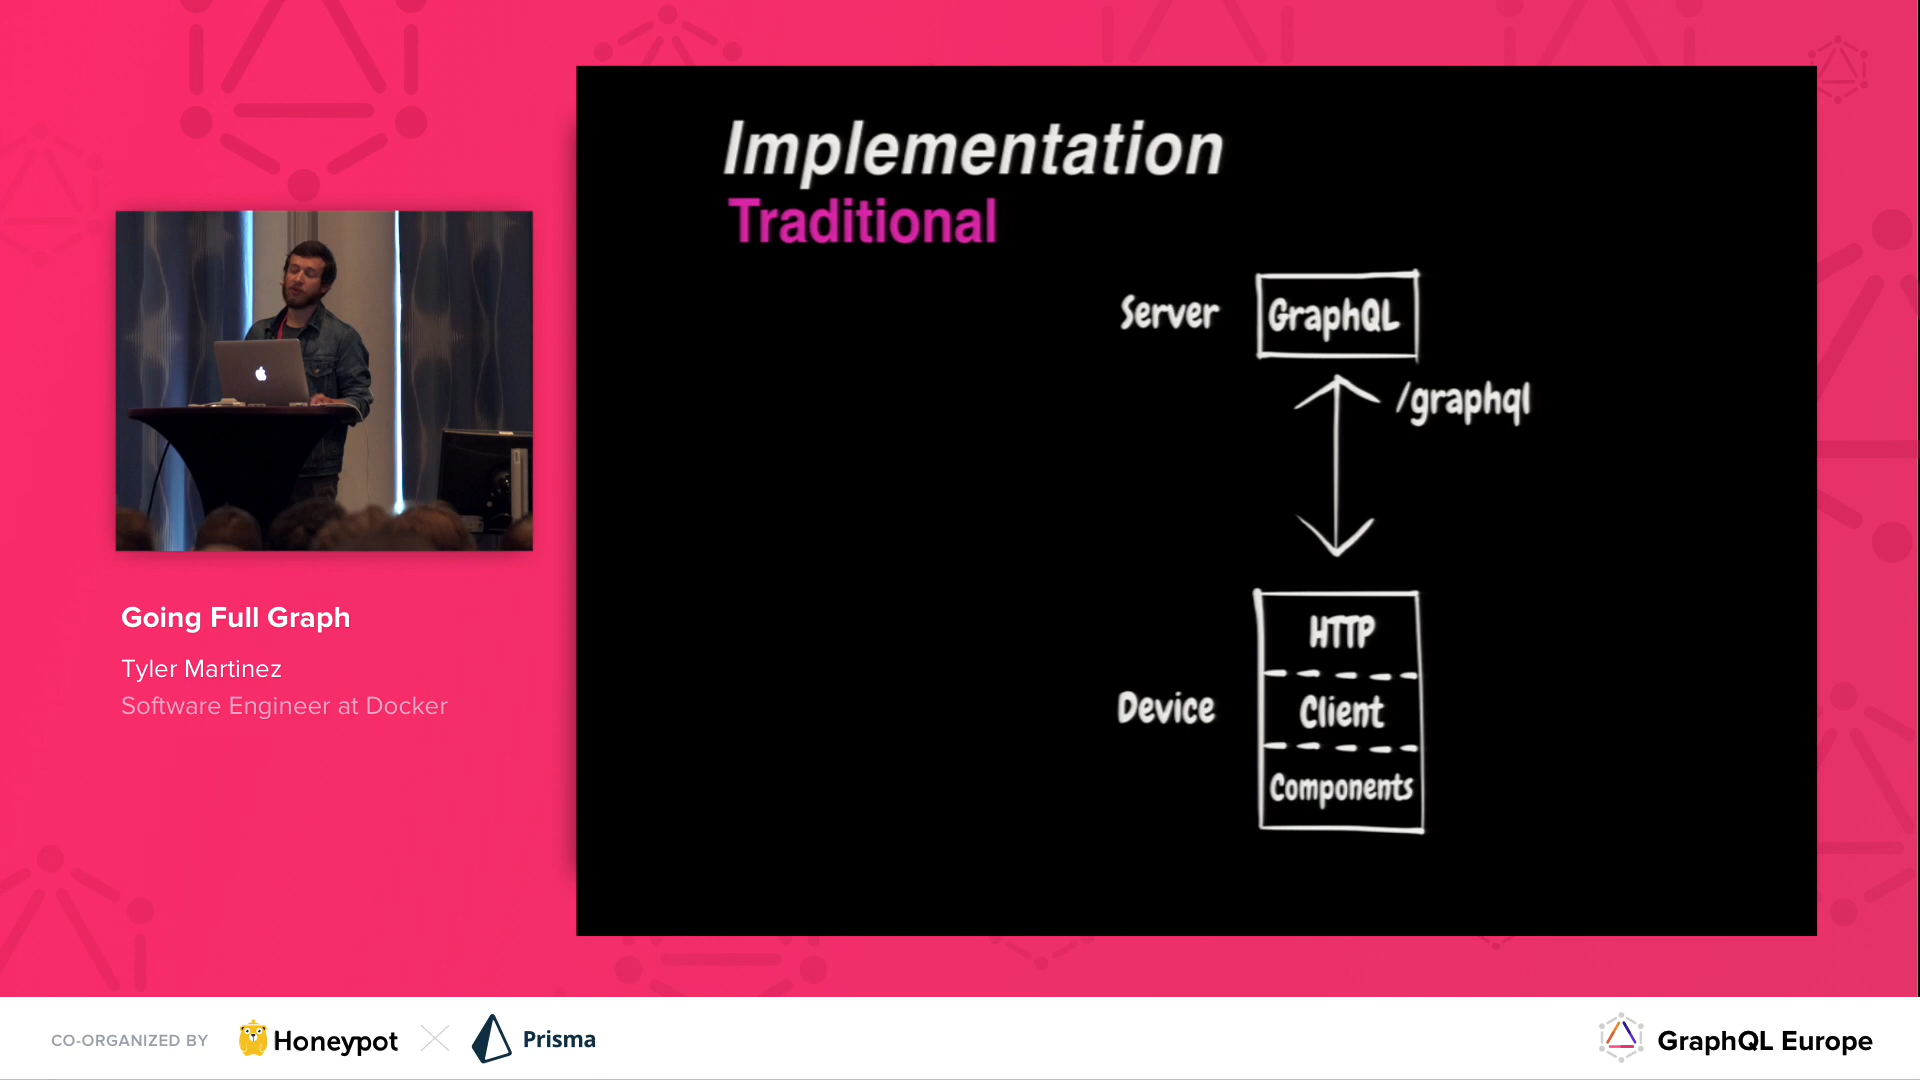 Implementation
Traditional
Server
GraphQL
/graphql
HTTP
Device
Client
Components
Going Full Graph
Tyler Martinez
Software Engineer at Docker
CO-ORGANIZED BY
Honeypot
Prisma
GraphQL Europe